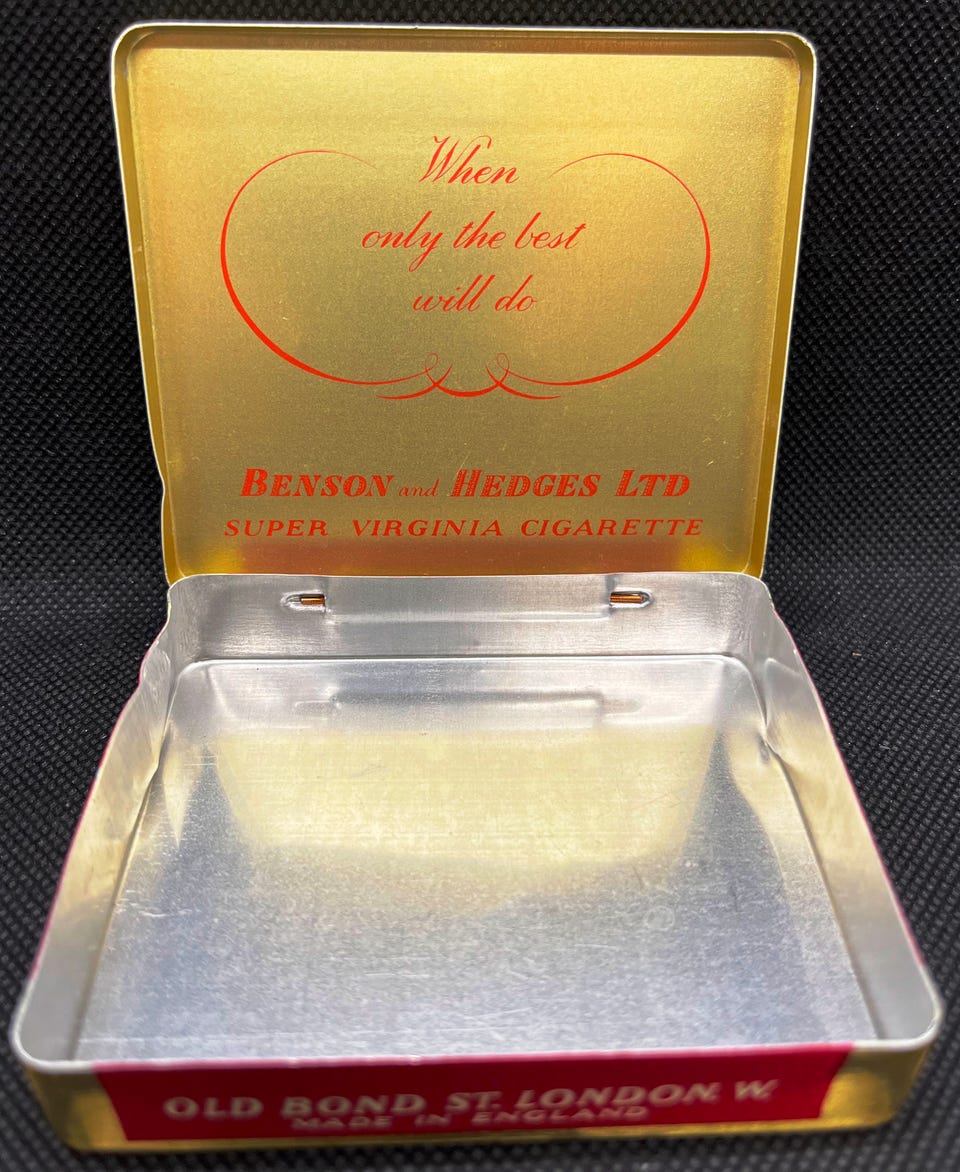 When
only the best
will do
BENSON and HEDGES LTD
SUPER VIRGINIA CIGARETTE
OLD BOND ST. LONDON. W.
MADE IN ENGLAND